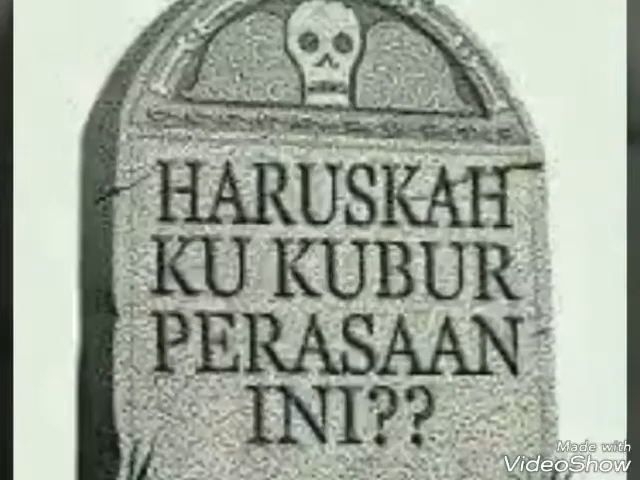 HARUSKAH
KU KUBUR
PERASAAN
INI??
Made with
VideoShow